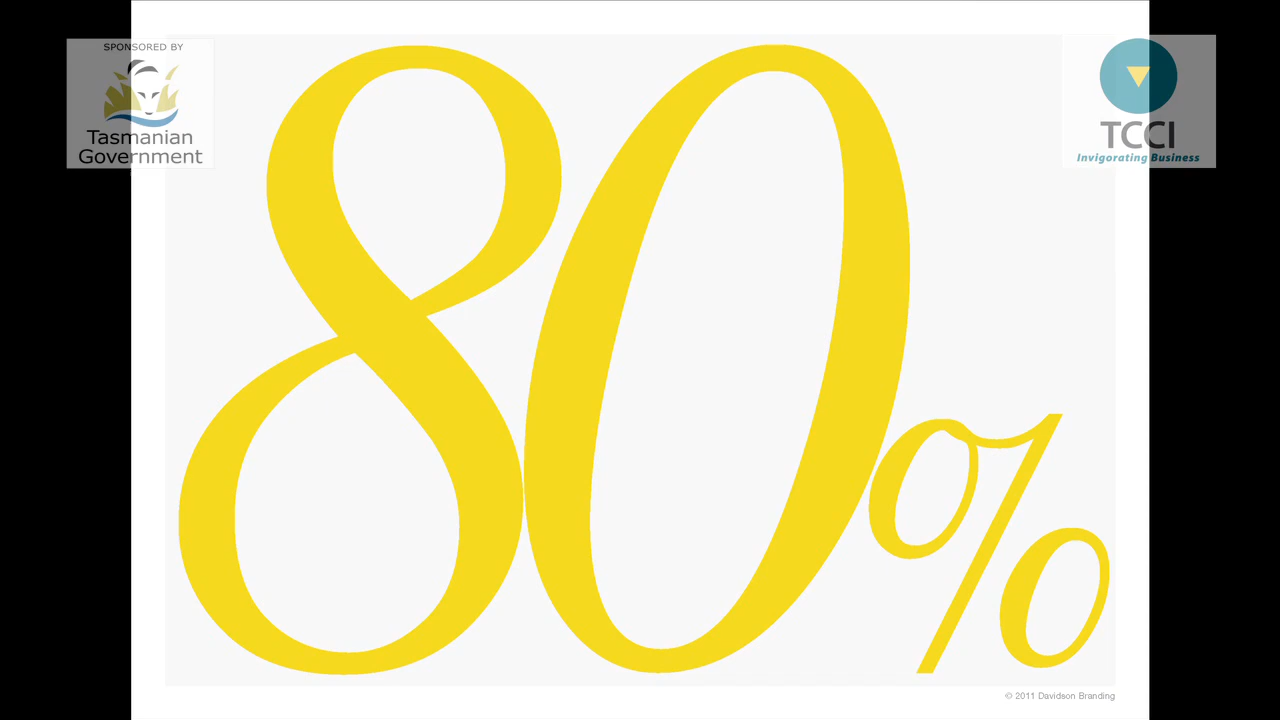 SPONSORED BY
Tasmanian
Government
TCCI
Invigorating Business
80%
© 2011 Davidson Branding